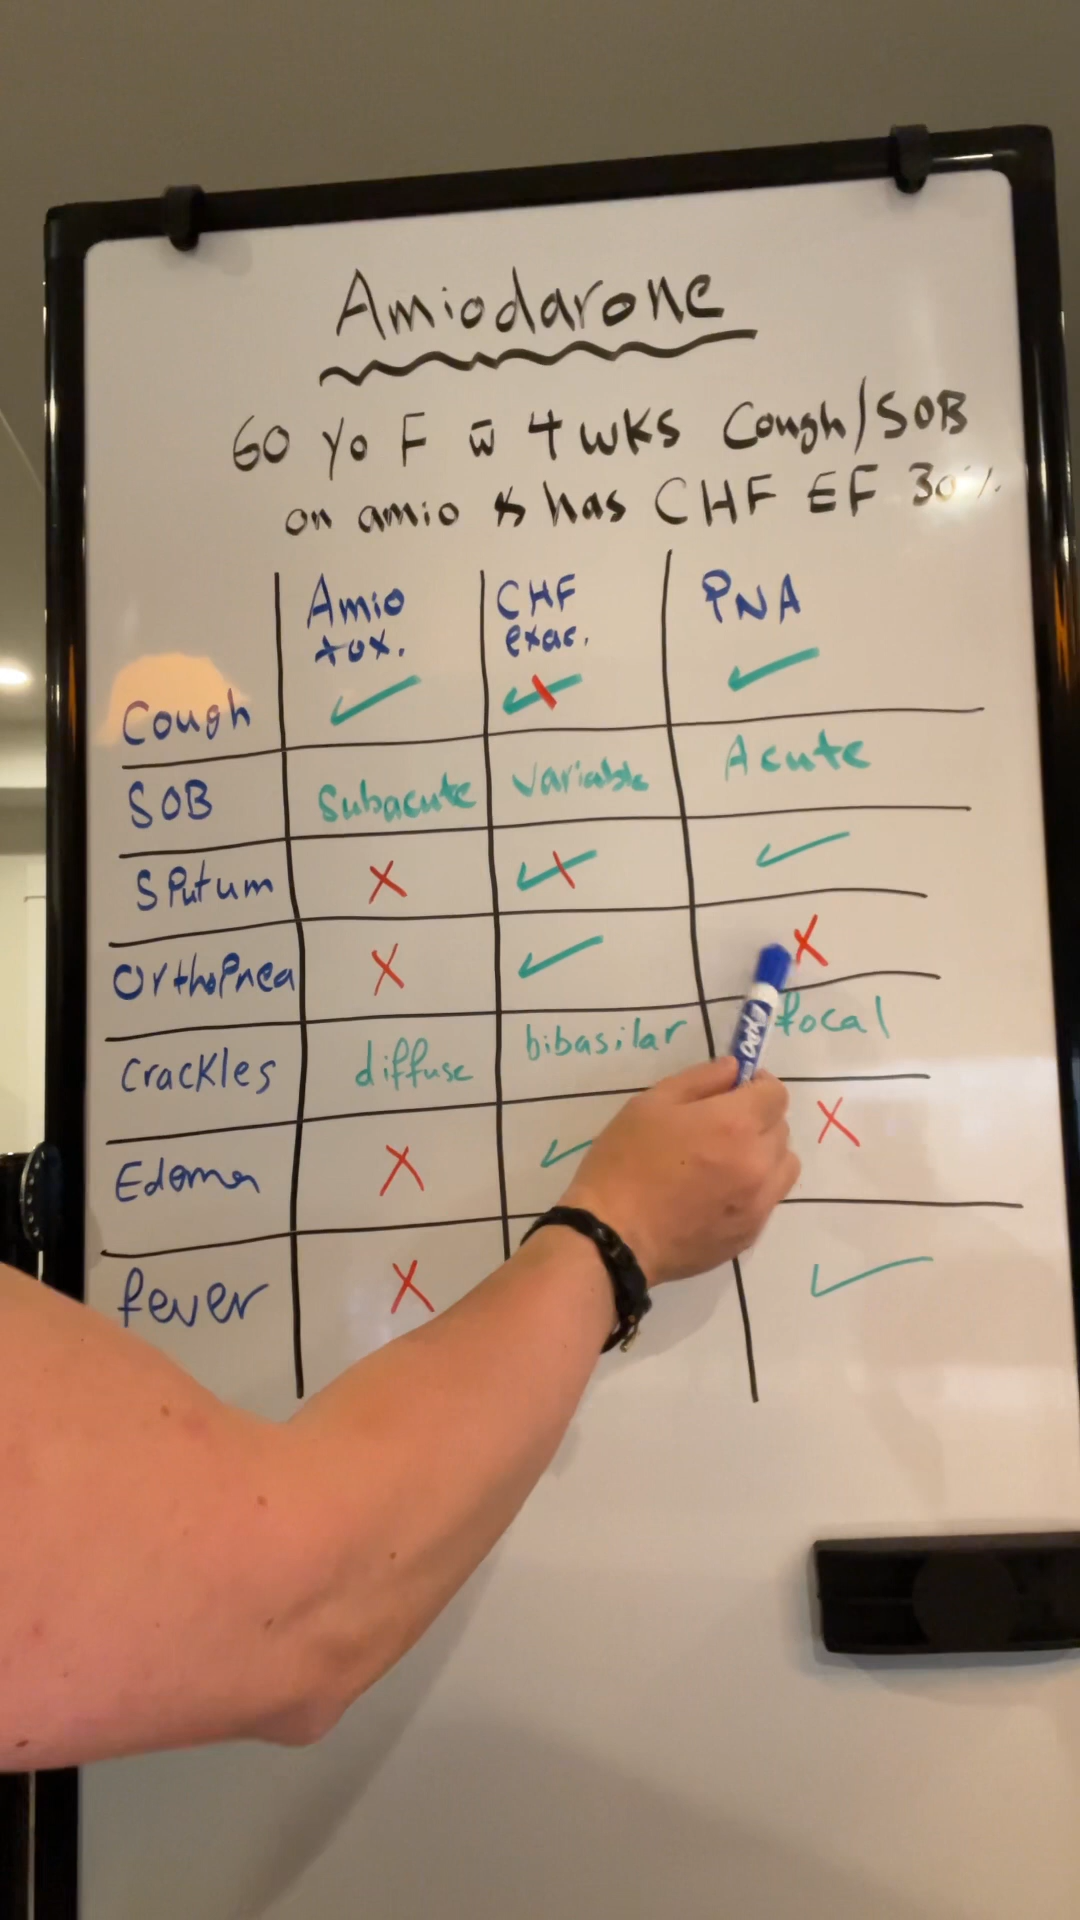 Amiodarone
60 yo F w̄ 4 wks Cough/SOB
on amio & has CHF EF 30%
Amio tox. CHF exac. PNA
Cough ✓ ✓✗ ✓
SOB Subacute Variable Acute
Sputum X ✓✗ ✓
Orthopnea X ✓ X
Crackles diffuse bibasilar focal
Edema X ✓ X
fever X ✓
EXPO